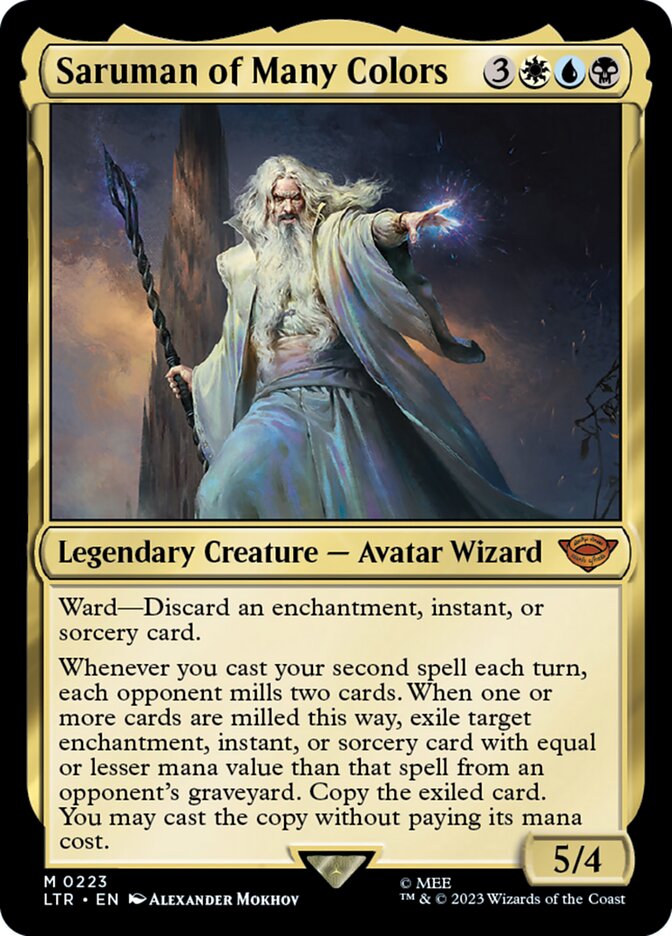 Saruman of Many Colors 3
Legendary Creature — Avatar Wizard
Ward—Discard an enchantment, instant, or
sorcery card.
Whenever you cast your second spell each turn,
each opponent mills two cards. When one or
more cards are milled this way, exile target
enchantment, instant, or sorcery card with equal
or lesser mana value than that spell from an
opponent's graveyard. Copy the exiled card.
You may cast the copy without paying its mana
cost.
5/4
M 0223
LTR • EN Alexander Mokhov
© MEE
™ & © 2023 Wizards of the Coast